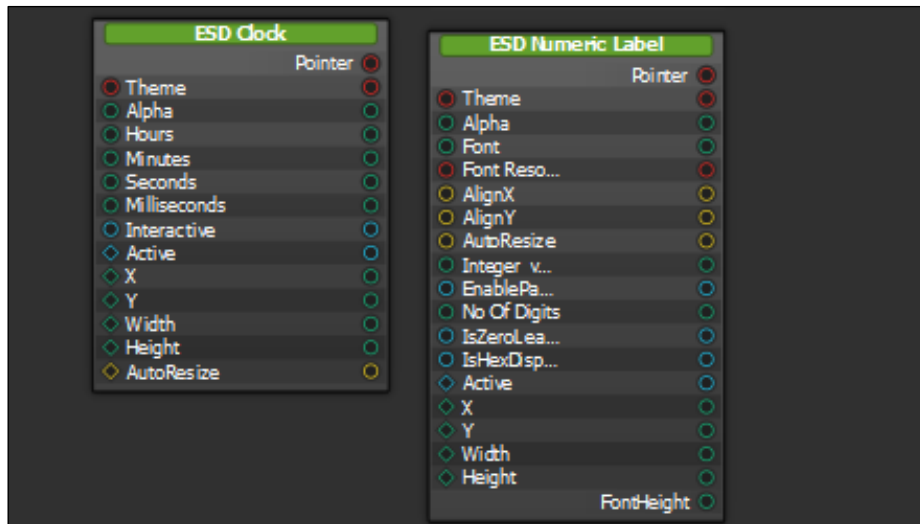 ESD Clock
Pointer
Theme
Alpha
Hours
Minutes
Seconds
Milliseconds
Interactive
Active
X
Y
Width
Height
AutoResize
ESD Numeric Label
Pointer
Theme
Alpha
Font
Font Reso...
AlignX
AlignY
AutoResize
Integer_v...
EnablePa...
No Of Digits
IsZeroLea...
IsHexDisp...
Active
X
Y
Width
Height
FontHeight